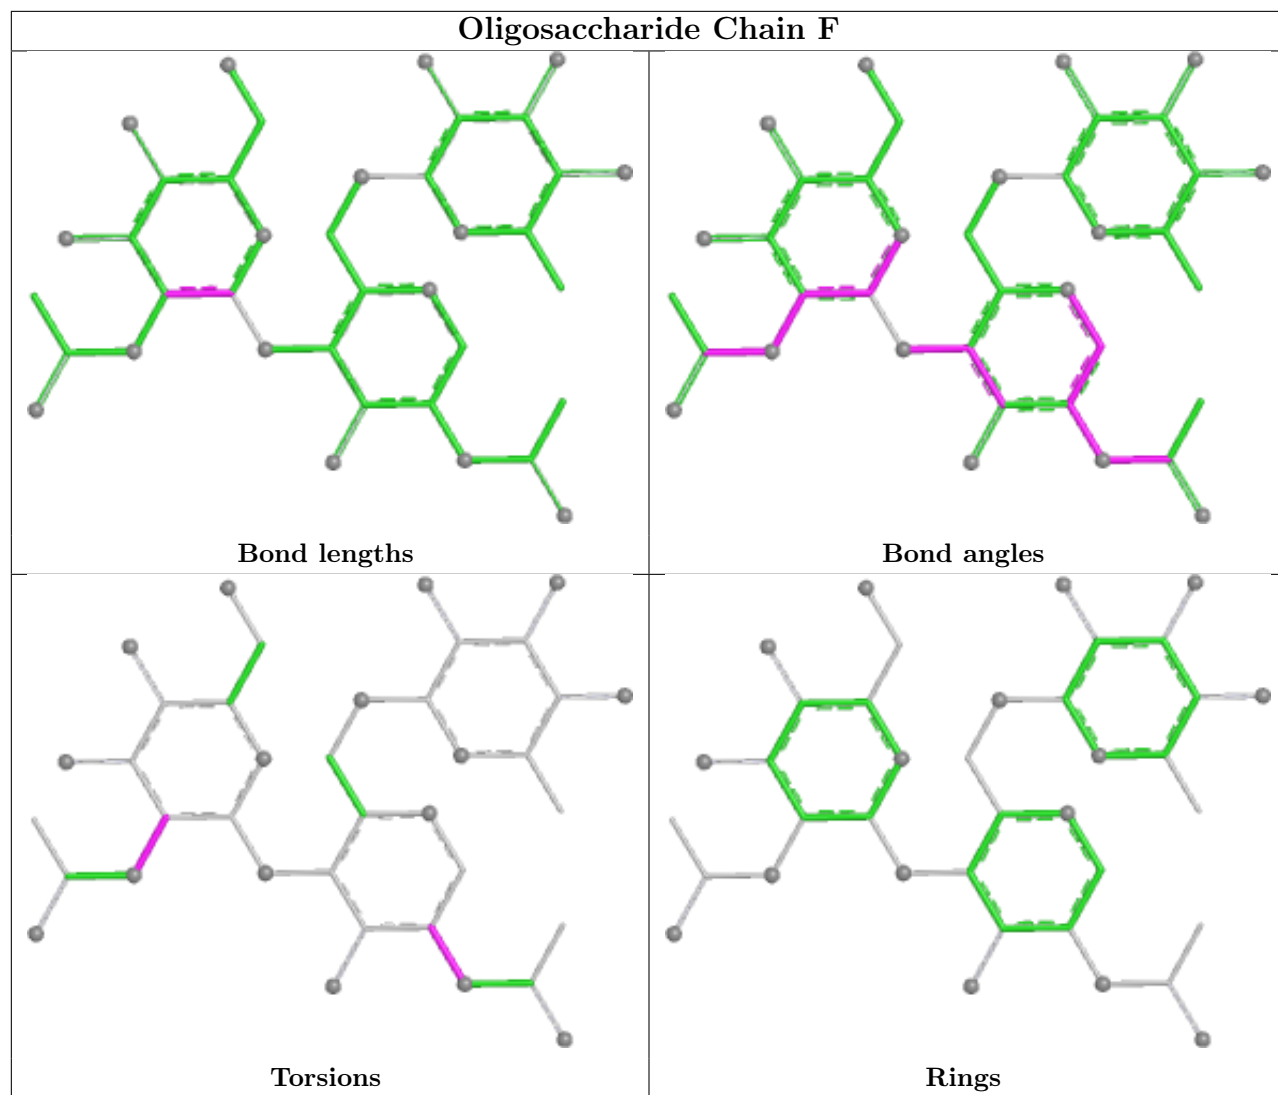 Oligosaccharide Chain F
Bond lengths
Bond angles
Torsions
Rings